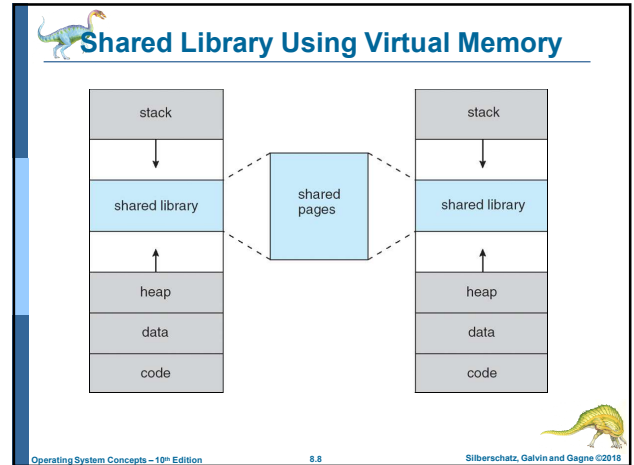 Shared Library Using Virtual Memory
stack
shared library
heap
data
code
shared
pages
stack
shared library
heap
data
code
Operating System Concepts – 10th Edition
8.8
Silberschatz, Galvin and Gagne ©2018